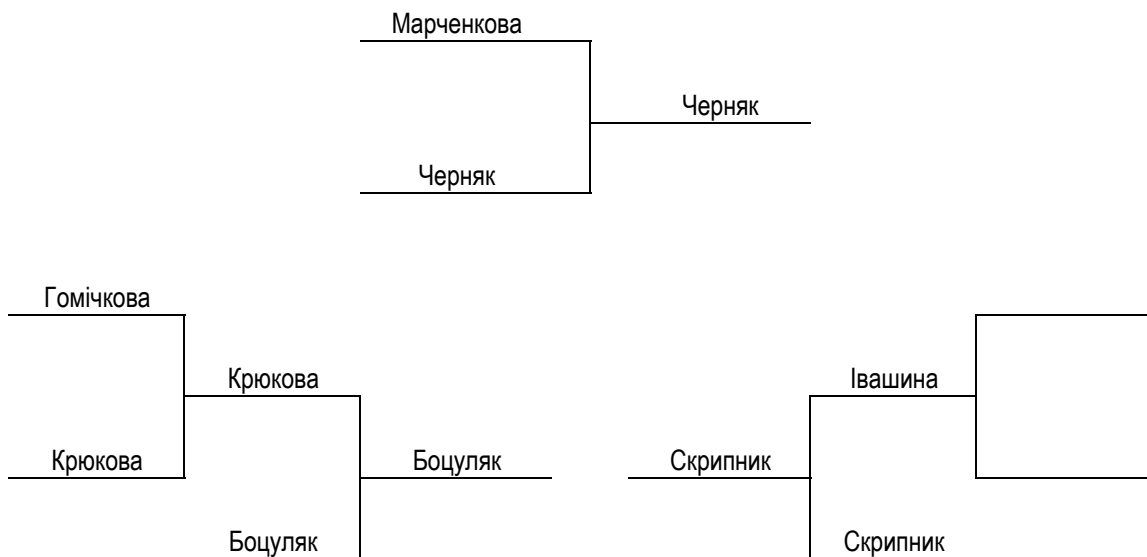 Марченкова
Черняк
Черняк
Гомічкова
Крюкова
Івашина
Крюкова
Боцуляк
Скрипник
Боцуляк
Скрипник